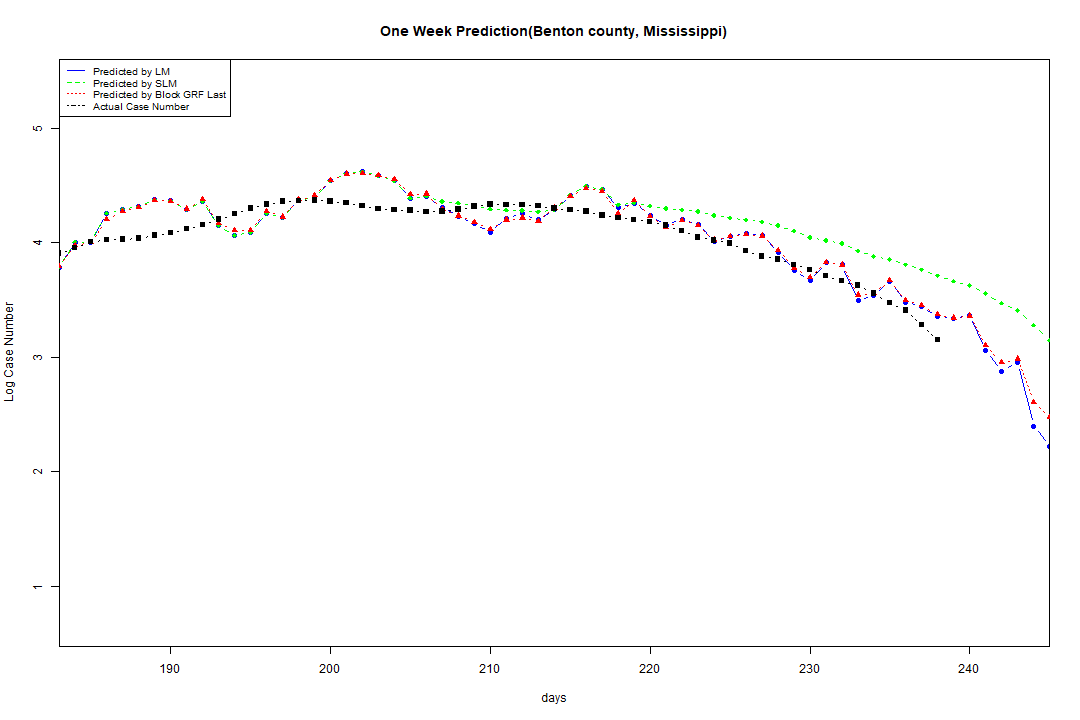 One Week Prediction(Benton county, Mississippi)
Predicted by LM
Predicted by SLM
Predicted by Block GRF Last
Actual Case Number
5
4
3
2
1
Log Case Number
190 200 210 220 230 240
days